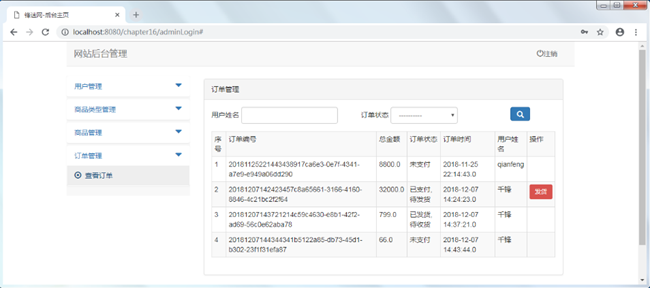 锋迷网-后台主页
localhost:8080/chapter16/adminLogin#
网站后台管理
注销
用户管理
商品类型管理
商品管理
订单管理
查看订单
订单管理
用户姓名
订单状态
序号 订单编号 总金额 订单状态 订单时间 用户姓名 操作
1 20181125221443438917ca6e3-0e7f-4341-a7e9-e949a06dd290 8800.0 未支付 2018-11-25 22:14:43.0 qianfeng
2 20181207142423457c8a65661-3166-4160-8846-4c21bc2f2f64 32000.0 已支付,待发货 2018-12-07 14:24:23.0 千锋 发货
3 20181207143721214c59c4630-e6b1-42f2-ad69-56c0e62aba78 799.0 已发货,待收货 2018-12-07 14:37:21.0 千锋
4 20181207144344341b5122a85-db73-45d1-b302-23f1f31efa87 66.0 未支付 2018-12-07 14:43:44.0 千锋